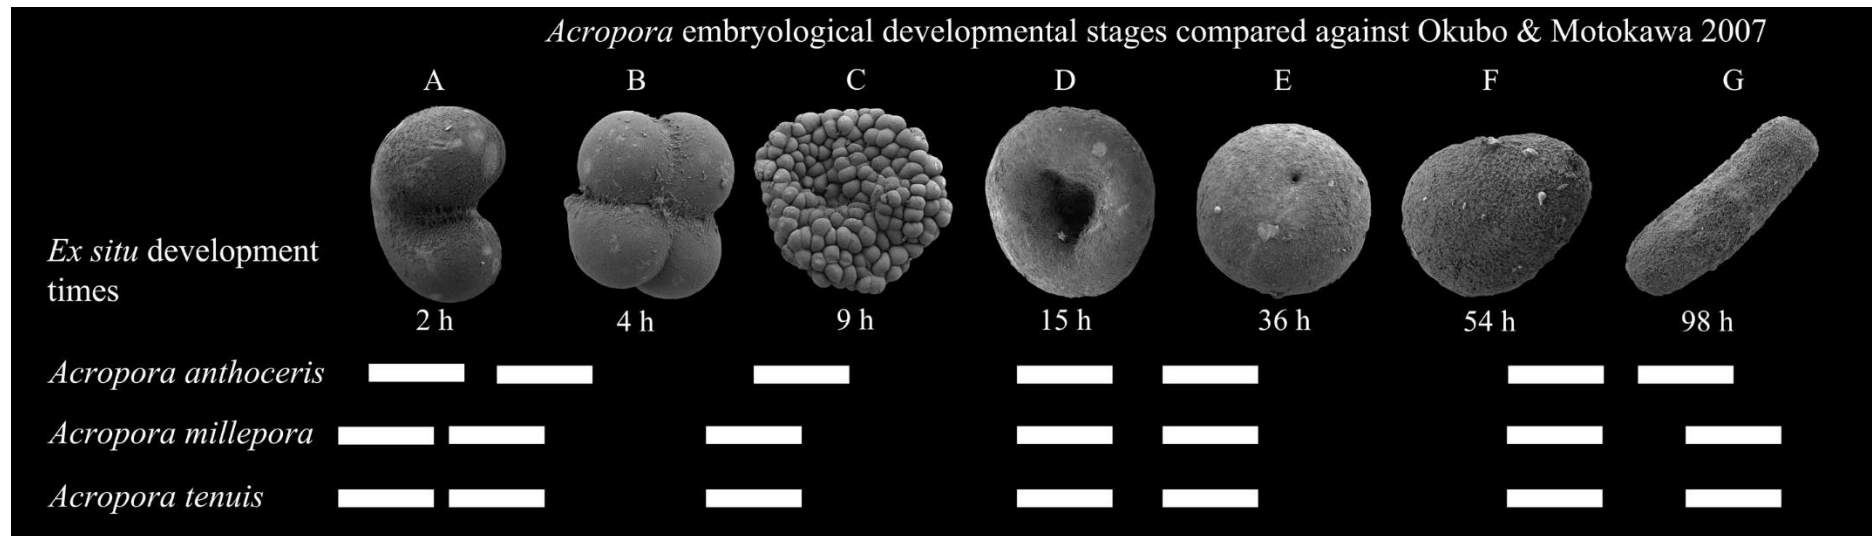 Acropora embryological developmental stages compared against Okubo & Motokawa 2007
A B C D E F G
Ex situ development
times
2 h 4 h 9 h 15 h 36 h 54 h 98 h
Acropora anthoceris
Acropora millepora
Acropora tenuis